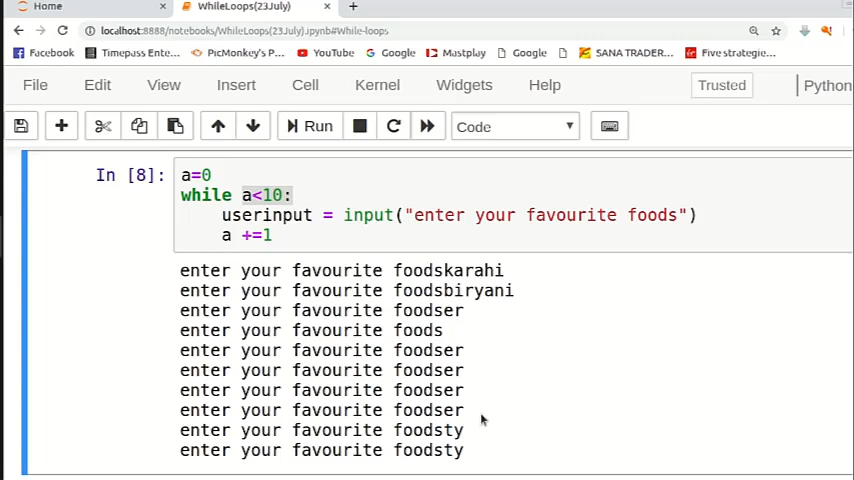 Home × WhileLoops(23July) × +
localhost:8888/notebooks/WhileLoops(23July).ipynb#While-loops
Facebook Timepass Ente... PicMonkey's Pho... YouTube Google Mastplay Google SANA TRADER... Five strategie...
File Edit View Insert Cell Kernel Widgets Help Trusted Python
Run Code
In [8]: a=0
while a<10:
userinput = input("enter your favourite foods")
a +=1
enter your favourite foodskarahi
enter your favourite foodsbiryani
enter your favourite foodser
enter your favourite foods
enter your favourite foodser
enter your favourite foodser
enter your favourite foodser
enter your favourite foodser
enter your favourite foodsty
enter your favourite foodsty